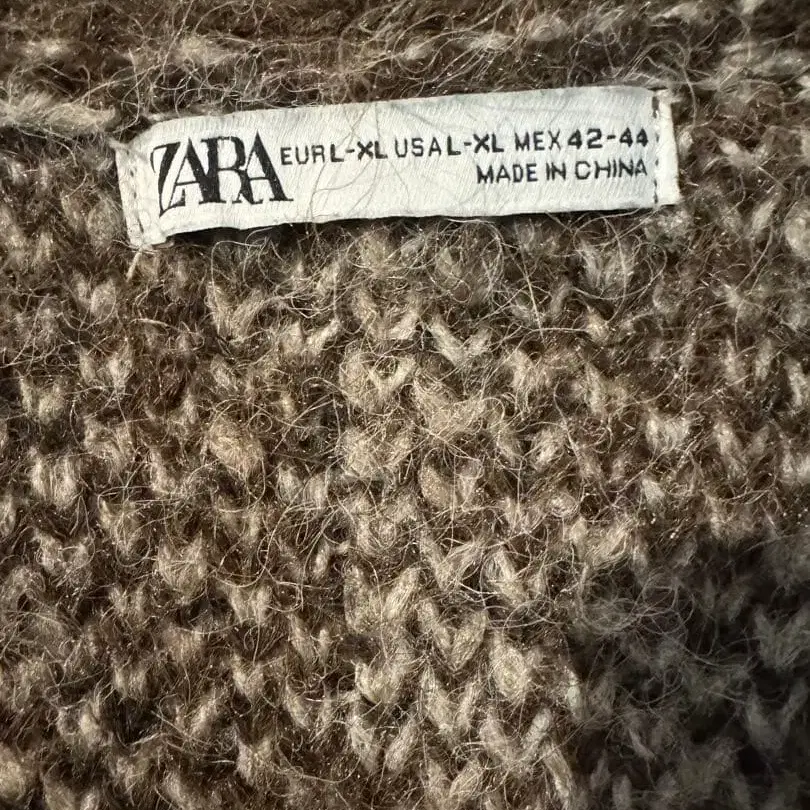 ZARA EUR L-XL USA L-XL MEX 42-44
MADE IN CHINA